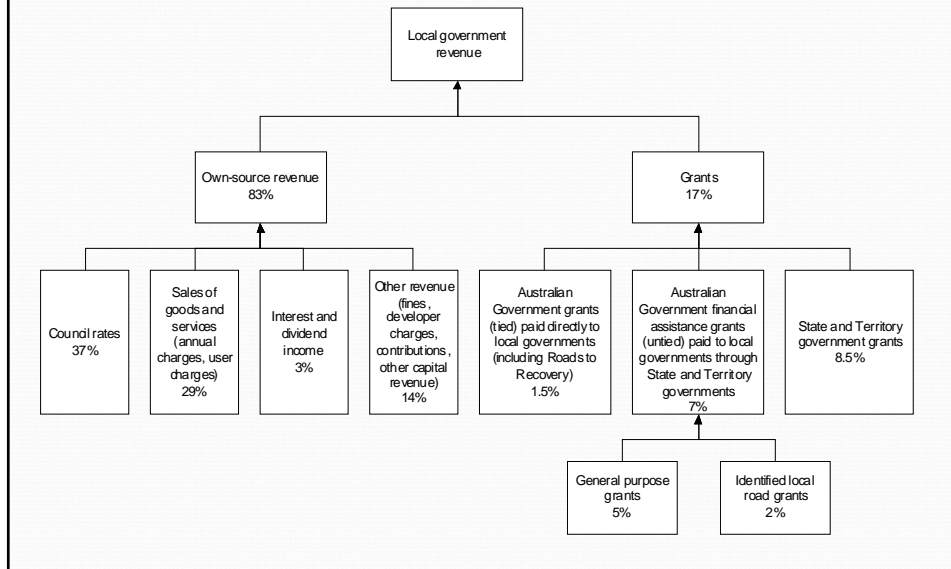 Local government
revenue
Own-source revenue
83%
Grants
17%
Council rates
37%
Sales of
goods and
services
(annual
charges, user
charges)
29%
Interest and
dividend
income
3%
Other revenue
(fines,
developer
charges,
contributions,
other capital
revenue)
14%
Australian
Government grants
(tied) paid directly to
local governments
(including Roads to
Recovery)
1.5%
Australian
Government financial
assistance grants
(untied) paid to local
governments through
State and Territory
governments
7%
State and Territory
government grants
8.5%
General purpose
grants
5%
Identified local
road grants
2%